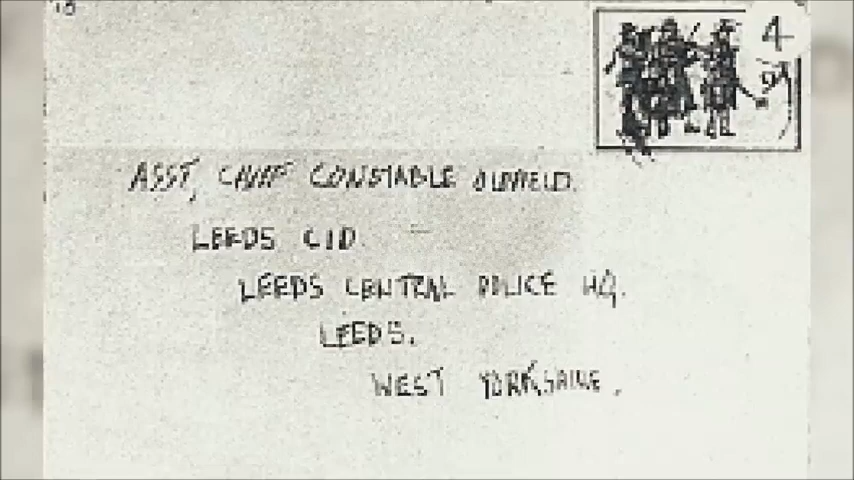 ASST, CHIEF CONSTABLE OLDFIELD.
LEEDS CID.
LEEDS CENTRAL POLICE HQ.
LEEDS.
WEST YORKSHIRE.